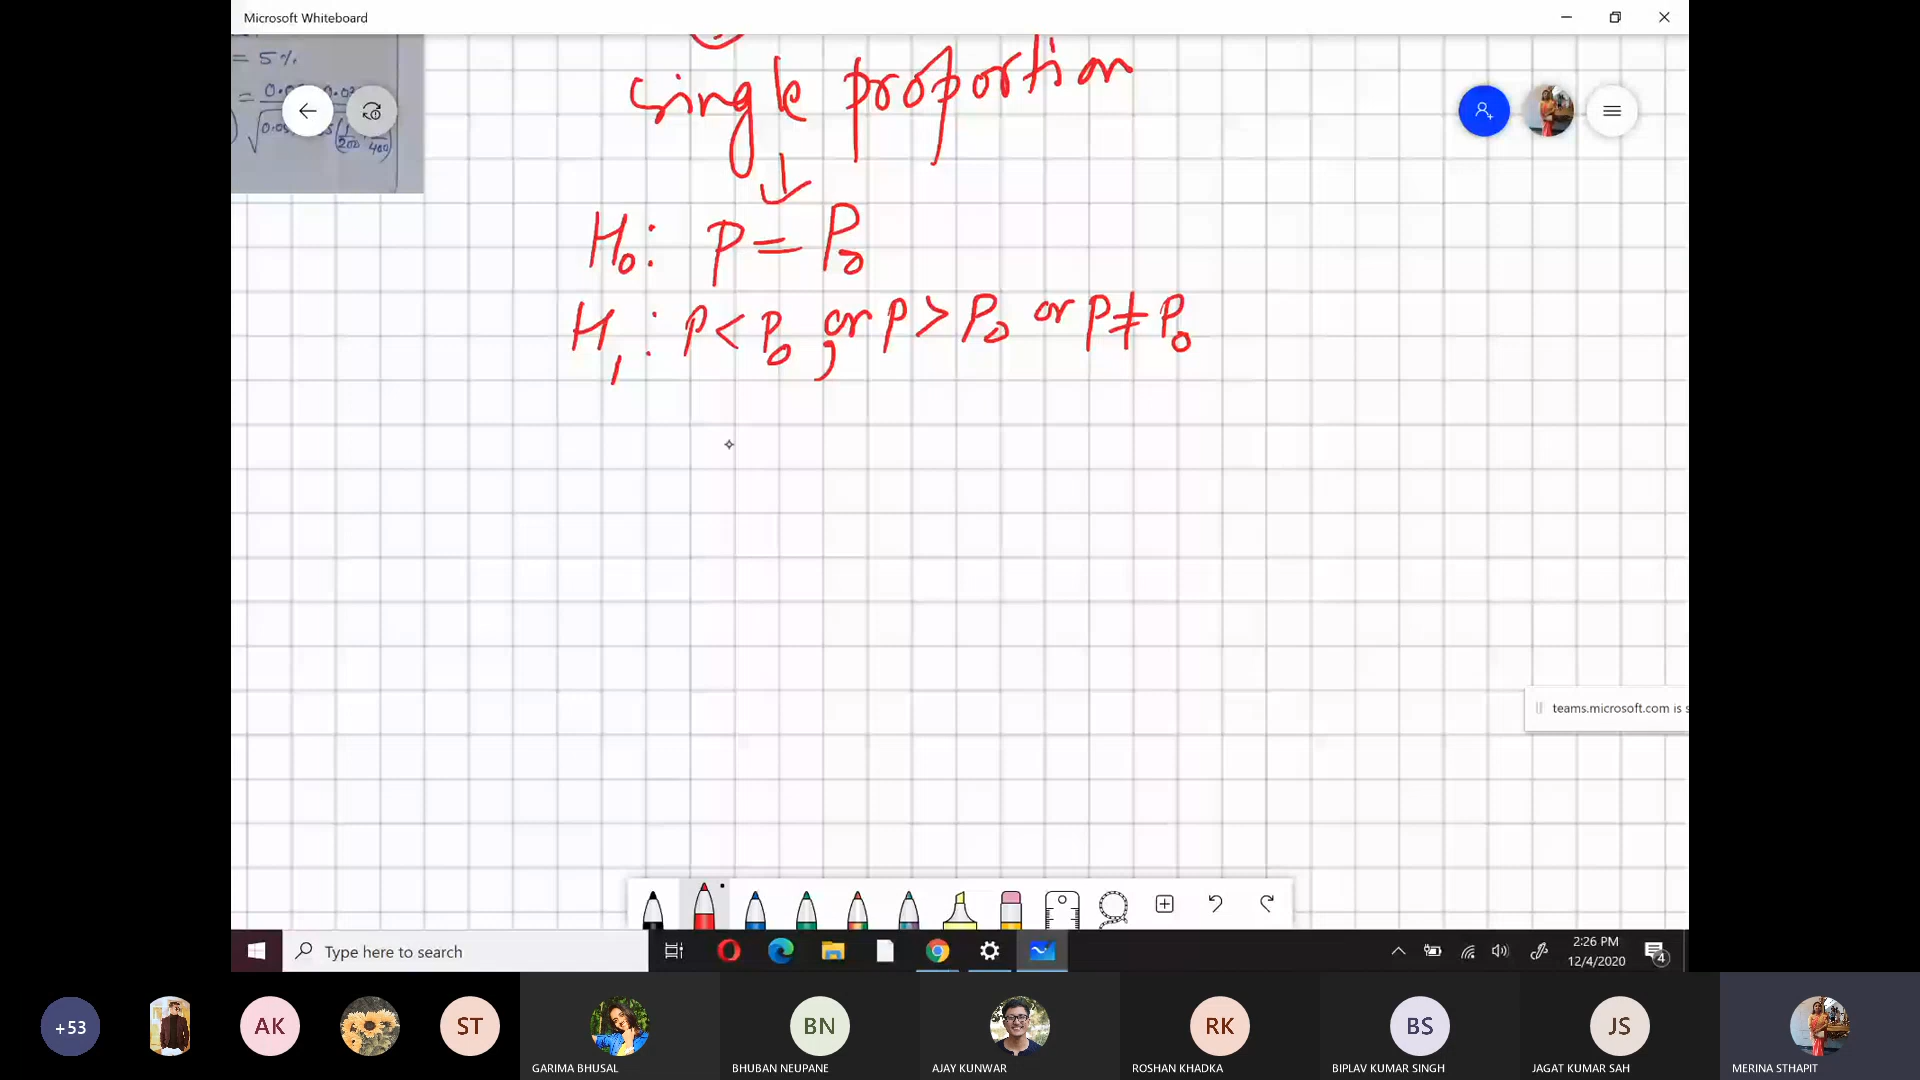 Microsoft Whiteboard
= 5%
single proportion
↓
H₀: P = P₀
H₁: P < P₀, or P > P₀ or P ≠ P₀
teams.microsoft.com is s
Type here to search
2:26 PM
12/4/2020
4
+53
AK
ST
BN
RK
BS
JS
GARIMA BHUSAL
BHUBAN NEUPANE
AJAY KUNWAR
ROSHAN KHADKA
BIPLAV KUMAR SINGH
JAGAT KUMAR SAH
MERINA STHAPIT